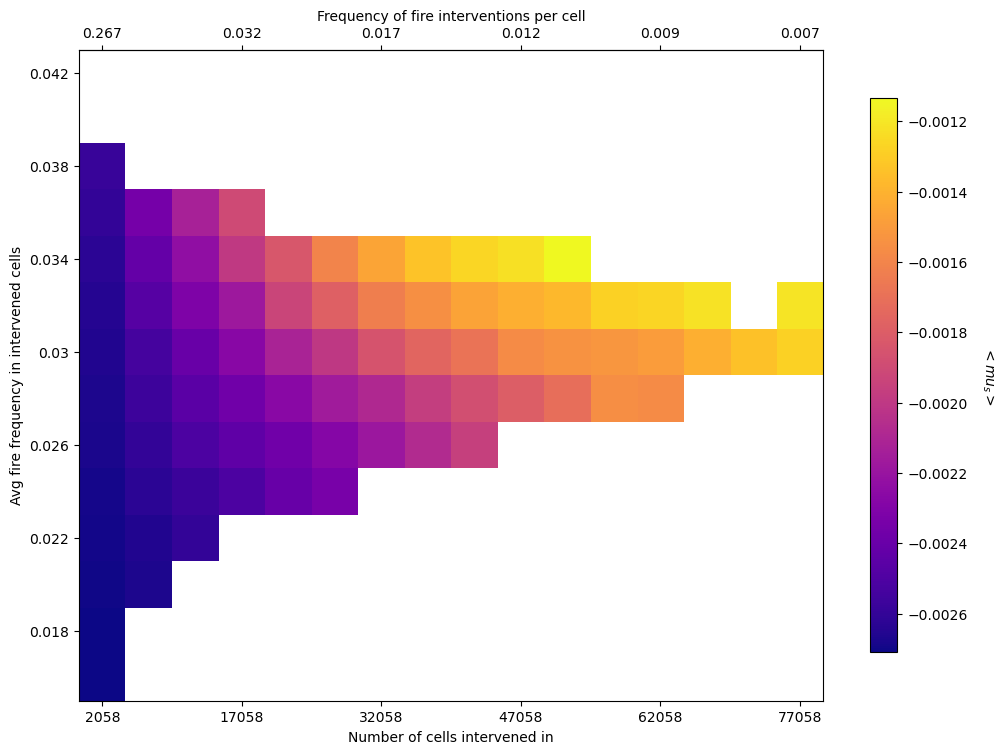 Frequency of fire interventions per cell
0.267 0.032 0.017 0.012 0.009 0.007
0.042
0.038
0.034
0.03
0.026
0.022
0.018
Avg fire frequency in intervened cells
2058 17058 32058 47058 62058 77058
Number of cells intervened in
−0.0012
−0.0014
−0.0016
−0.0018
−0.0020
−0.0022
−0.0024
−0.0026
< mu_s >